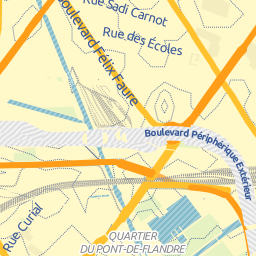 Rue Sadi Carnot
Rue des Écoles
Boulevard Félix Faure
Boulevard Périphérique Extérieur
Rue Curial
QUARTIER
DU PONT-DE-FLANDRE